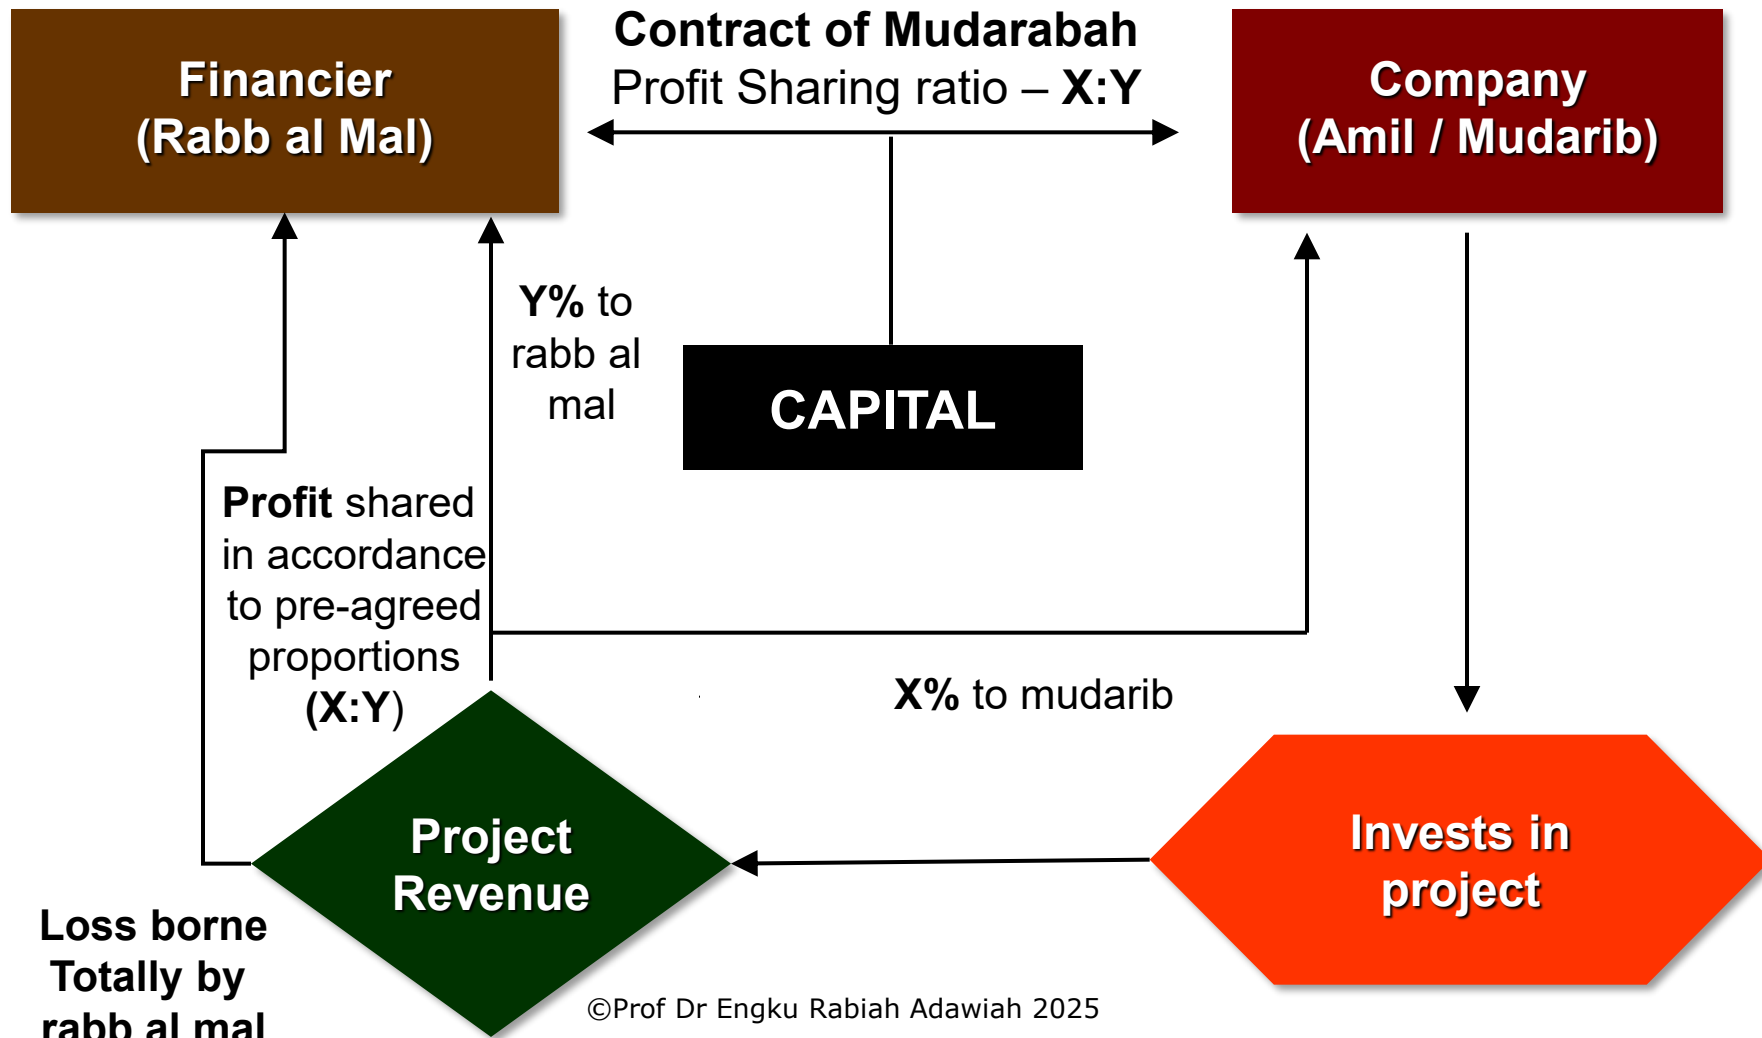 Financier
(Rabb al Mal)
Contract of Mudarabah
Profit Sharing ratio – X:Y
Company
(Amil / Mudarib)
Y% to
rabb al
mal
CAPITAL
Profit shared
in accordance
to pre-agreed
proportions
(X:Y)
X% to mudarib
Project
Revenue
Invests in
project
Loss borne
Totally by
rabb al mal
©Prof Dr Engku Rabiah Adawiah 2025